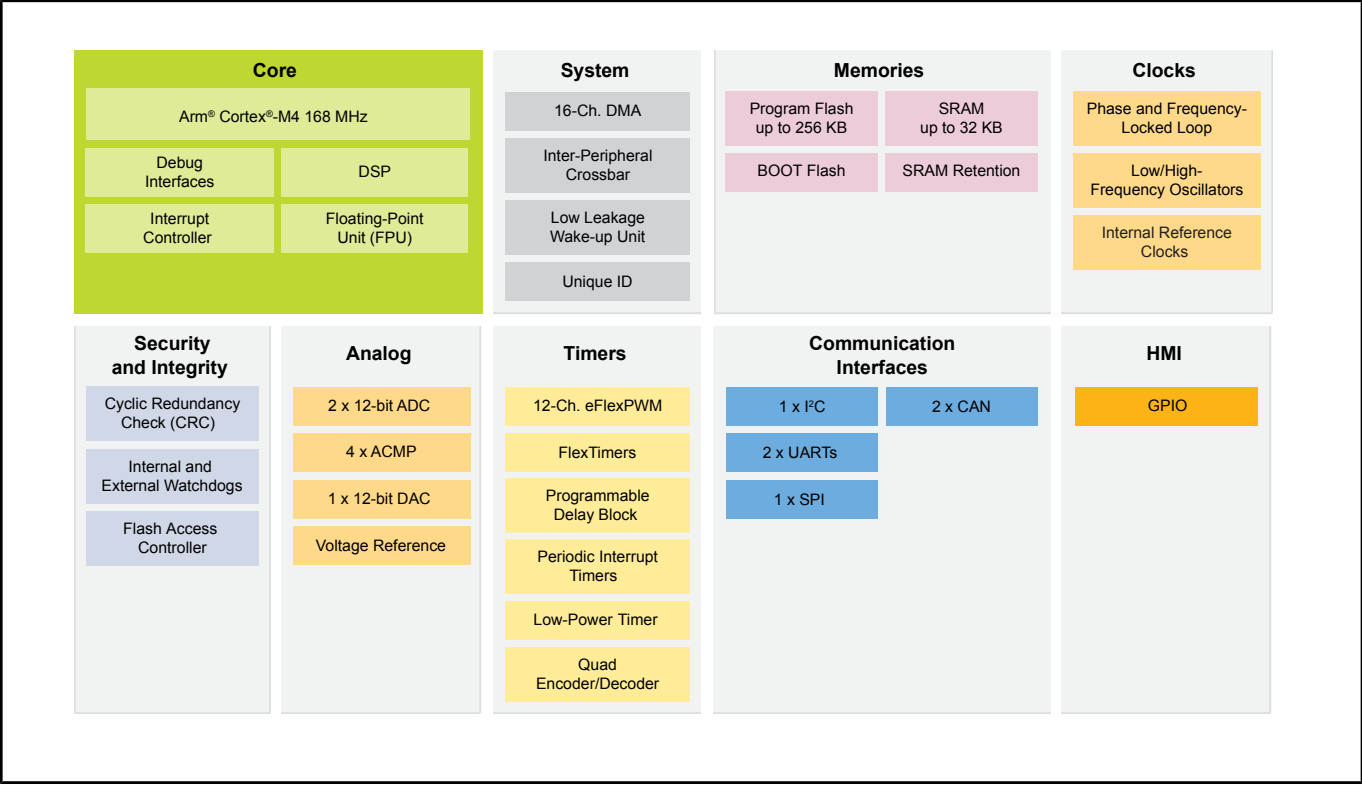 Core
Arm® Cortex®-M4 168 MHz
Debug
Interfaces
DSP
Interrupt
Controller
Floating-Point
Unit (FPU)
System
16-Ch. DMA
Inter-Peripheral
Crossbar
Low Leakage
Wake-up Unit
Unique ID
Memories
Program Flash
up to 256 KB
SRAM
up to 32 KB
BOOT Flash
SRAM Retention
Clocks
Phase and Frequency-
Locked Loop
Low/High-
Frequency Oscillators
Internal Reference
Clocks
Security
and Integrity
Cyclic Redundancy
Check (CRC)
Internal and
External Watchdogs
Flash Access
Controller
Analog
2 x 12-bit ADC
4 x ACMP
1 x 12-bit DAC
Voltage Reference
Timers
12-Ch. eFlexPWM
FlexTimers
Programmable
Delay Block
Periodic Interrupt
Timers
Low-Power Timer
Quad
Encoder/Decoder
Communication
Interfaces
1 x I²C
2 x CAN
2 x UARTs
1 x SPI
HMI
GPIO